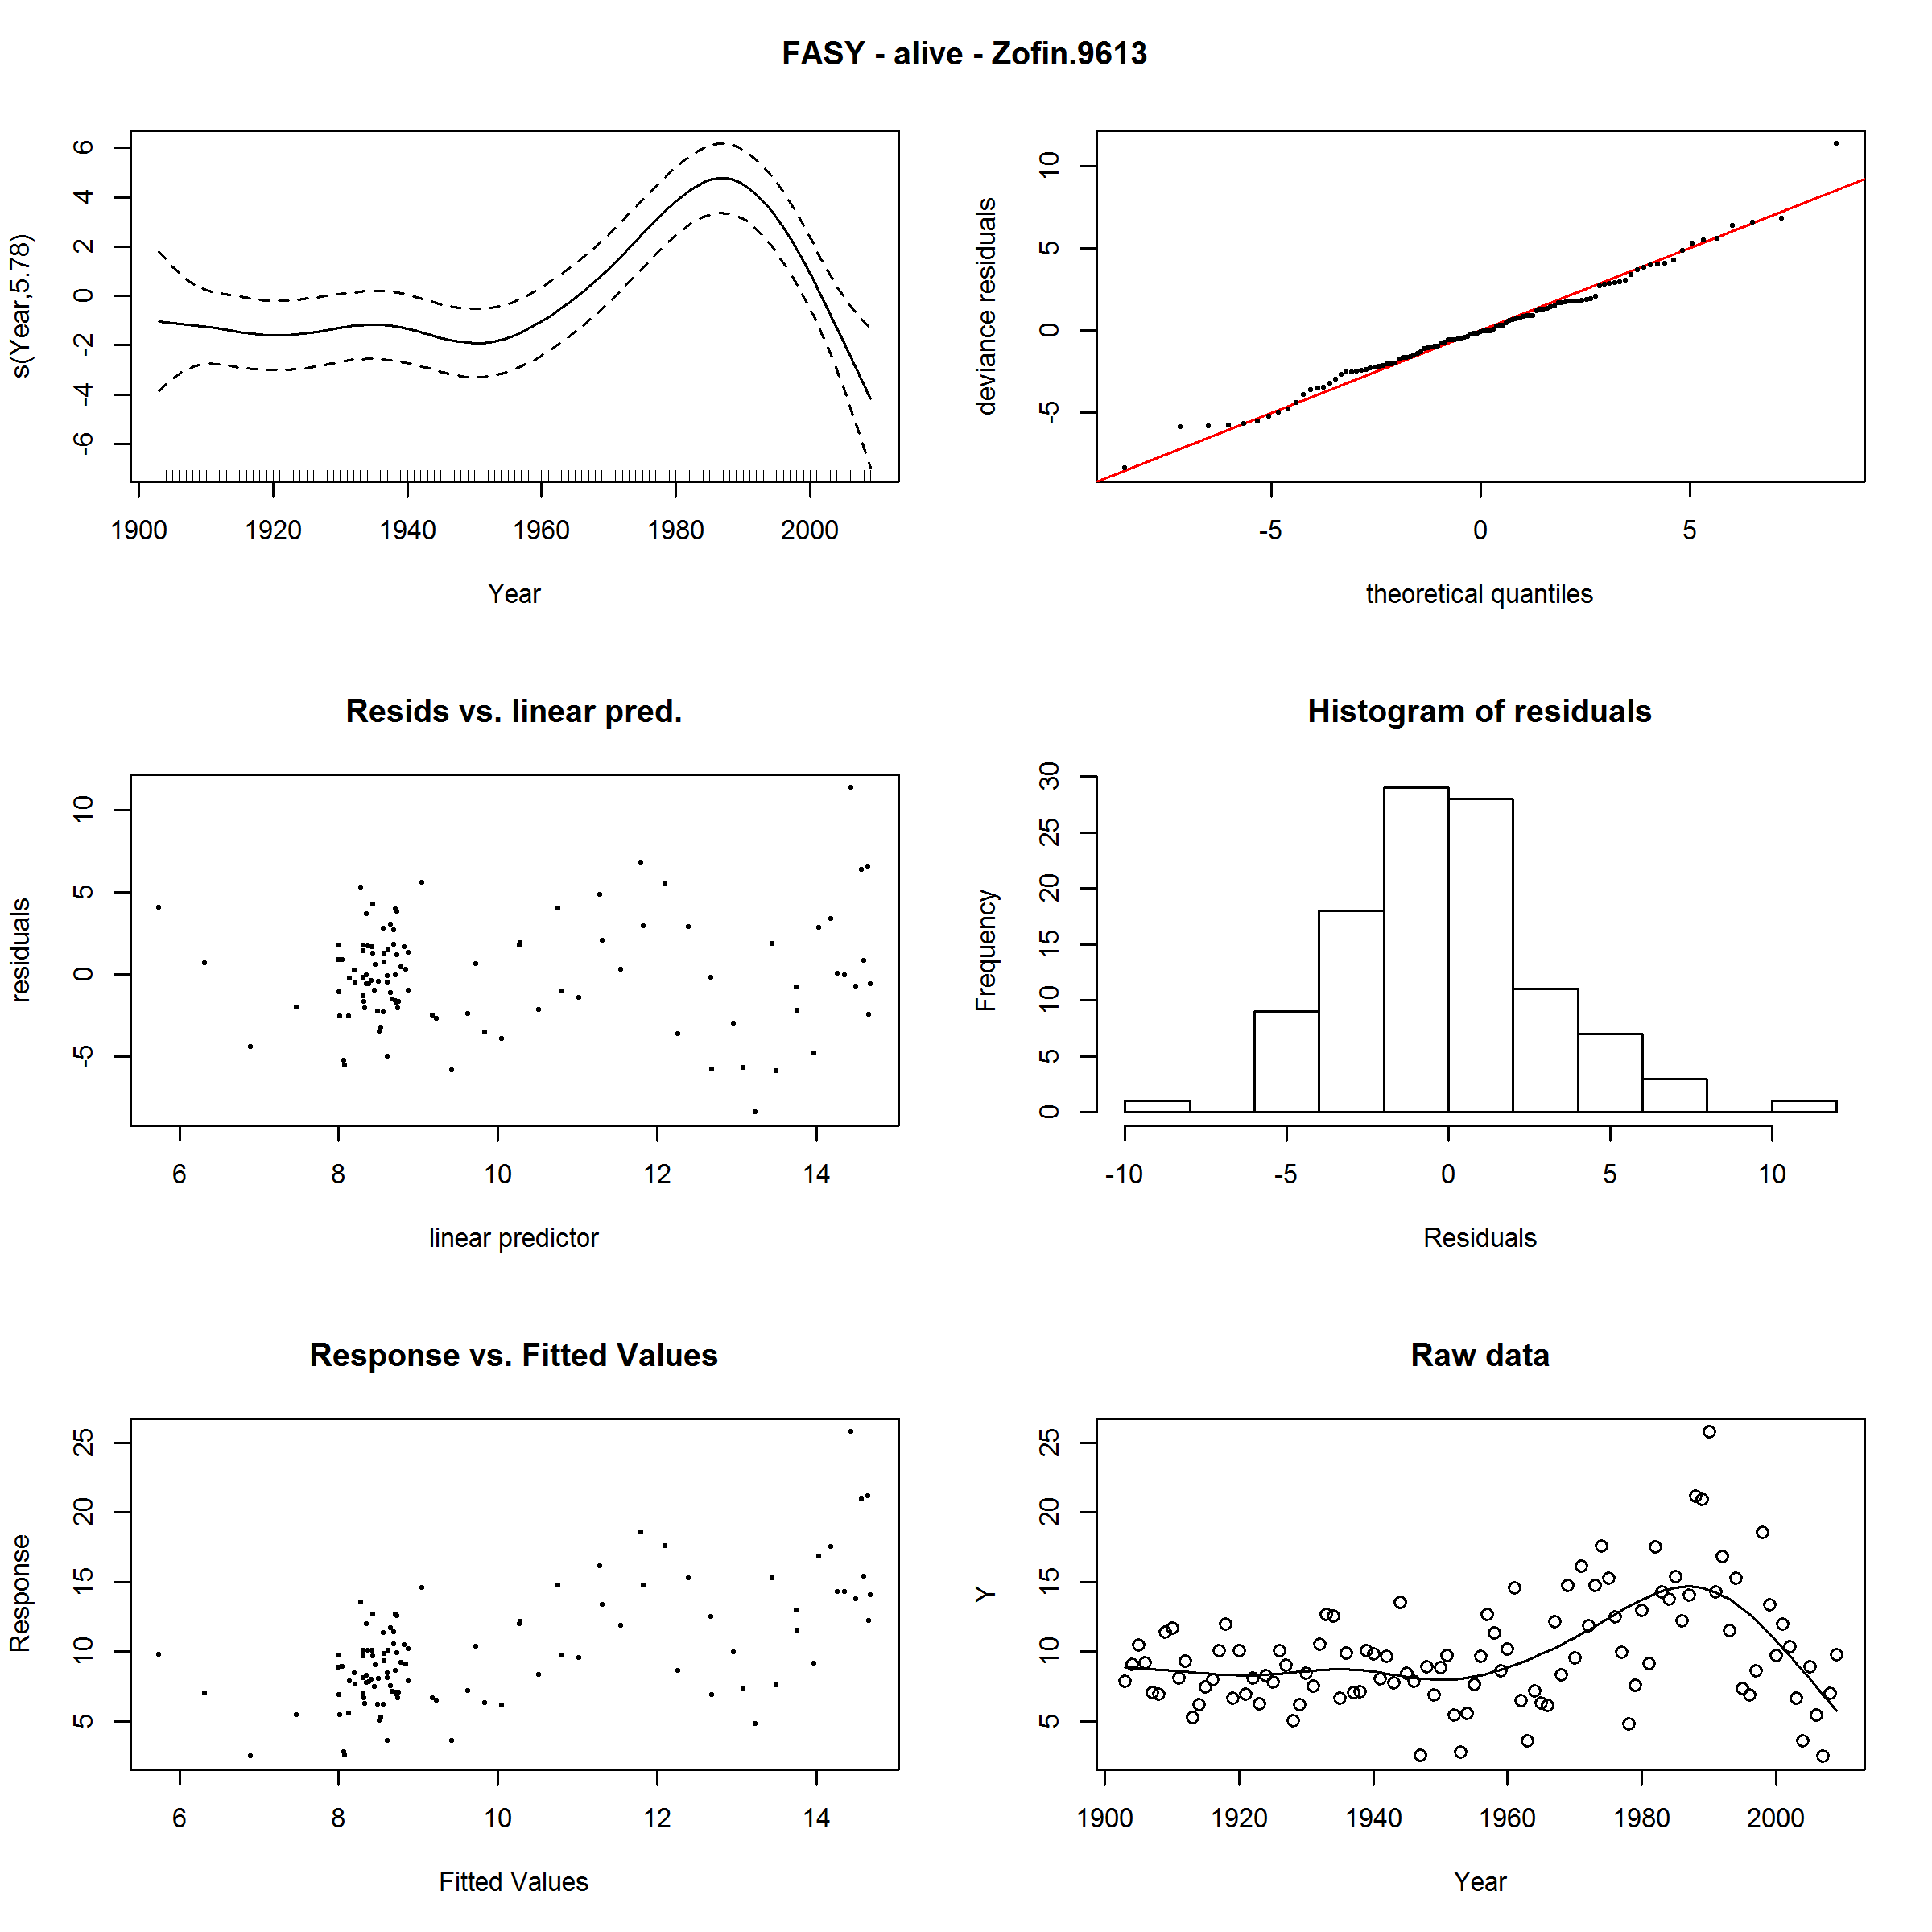 FASY - alive - Zofin.9613
s(Year,5.78)
6
4
2
0
-2
-4
-6
1900 1920 1940 1960 1980 2000
Year
deviance residuals
10
5
0
-5
-5 0 5
theoretical quantiles
Resids vs. linear pred.
residuals
10
5
0
-5
6 8 10 12 14
linear predictor
Histogram of residuals
Frequency
30
25
20
15
10
5
0
-10 -5 0 5 10
Residuals
Response vs. Fitted Values
Response
25
20
15
10
5
6 8 10 12 14
Fitted Values
Raw data
Y
25
20
15
10
5
1900 1920 1940 1960 1980 2000
Year